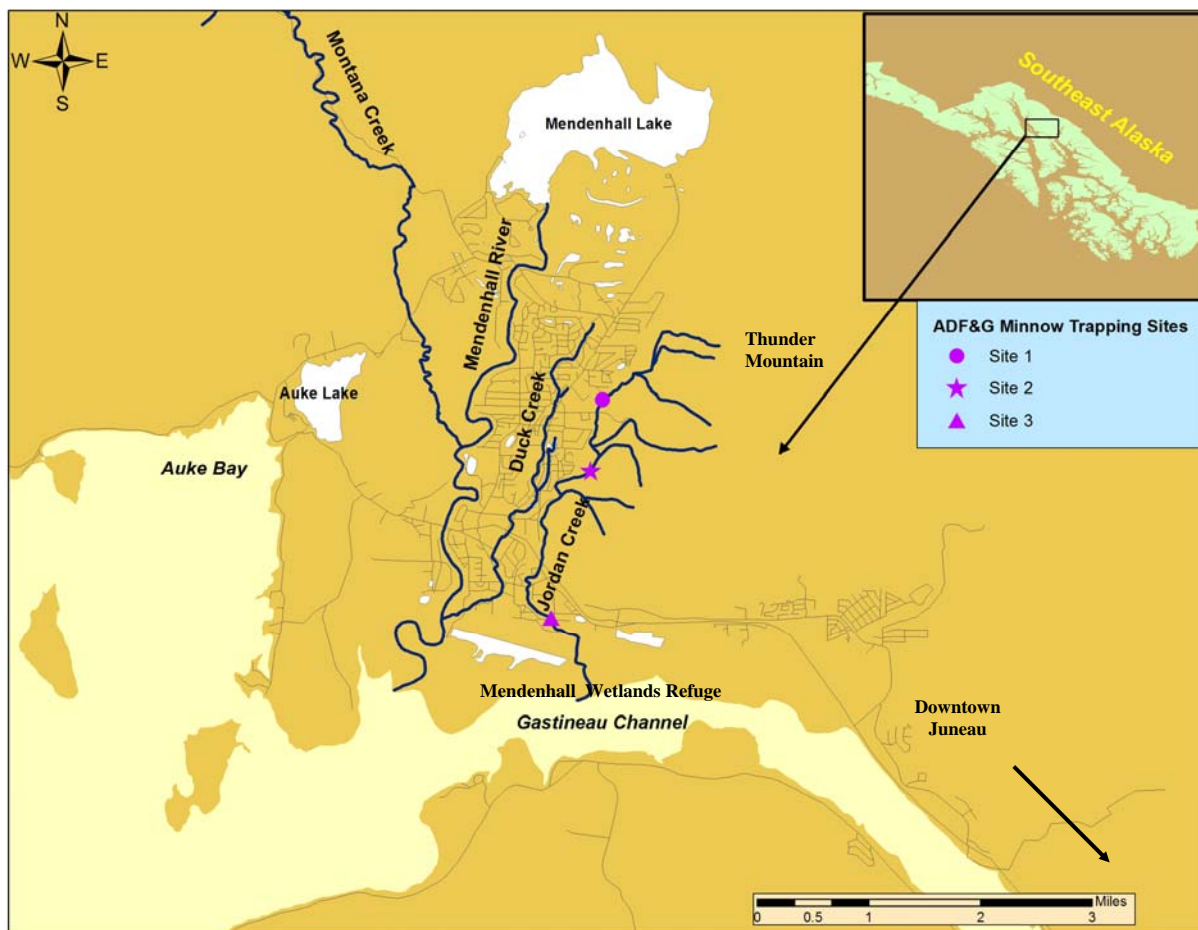 N
W E
S
Montana Creek
Mendenhall Lake
Southeast Alaska
Mendenhall River
ADF&G Minnow Trapping Sites
Site 1
Site 2
Site 3
Thunder
Mountain
Auke Lake
Duck Creek
Auke Bay
Jordan Creek
Mendenhall Wetlands Refuge
Gastineau Channel
Downtown
Juneau
Miles
0 0.5 1 2 3